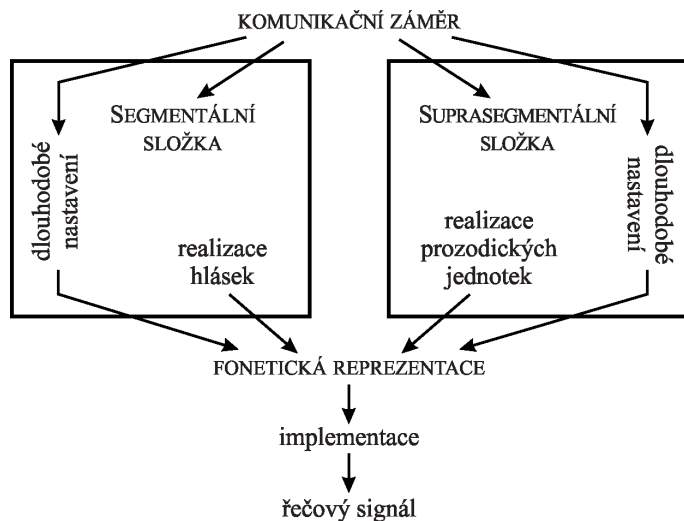 KOMUNIKAČNÍ ZÁMĚR
SEGMENTÁLNÍ
SLOŽKA
dlouhodobé
nastavení
realizace
hlásek
SUPRASEGMENTÁLNÍ
SLOŽKA
dlouhodobé
nastavení
realizace
prozodických
jednotek
FONETICKÁ REPREZENTACE
implementace
řečový signál